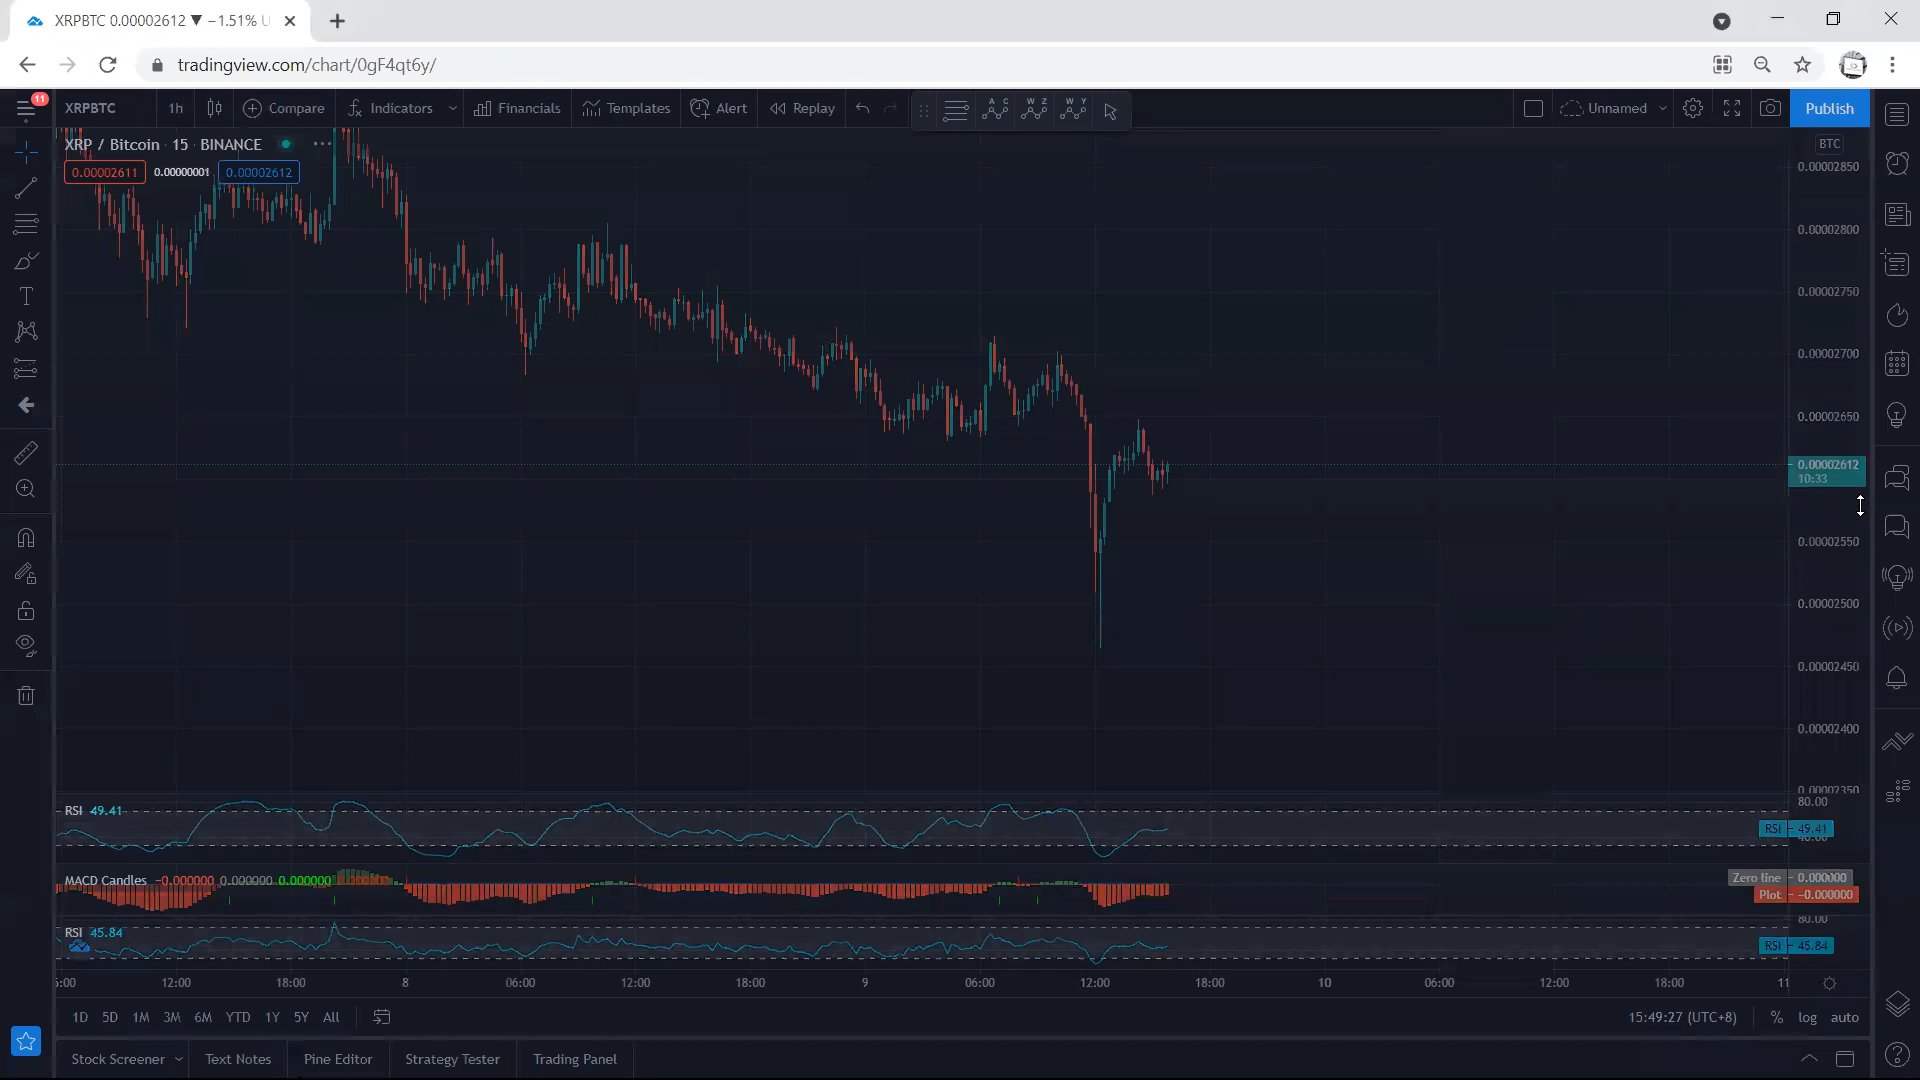 XRPBTC 0.00002612 ▼ −1.51% U
tradingview.com/chart/0gF4qt6y/
11
XRPBTC 1h Compare Indicators Financials Templates Alert Replay Unnamed Publish
A C W Z W Y
XRP / Bitcoin · 15 · BINANCE
0.00002611 0.00000001 0.00002612
BTC
0.00002850
0.00002800
0.00002750
0.00002700
0.00002650
0.00002612
10:33
0.00002550
0.00002500
0.00002450
0.00002400
0.00002350
80.00
RSI 49.41
RSI 49.41
40.00
MACD Candles −0.000000 0.000000 0.000000
Zero line 0.000000
Plot −0.000000
80.00
RSI 45.84
RSI 45.84
12:00 18:00 8 06:00 12:00 18:00 9 06:00 12:00 18:00 10 06:00 12:00 18:00 11
1D 5D 1M 3M 6M YTD 1Y 5Y All 15:49:27 (UTC+8) % log auto
Stock Screener Text Notes Pine Editor Strategy Tester Trading Panel